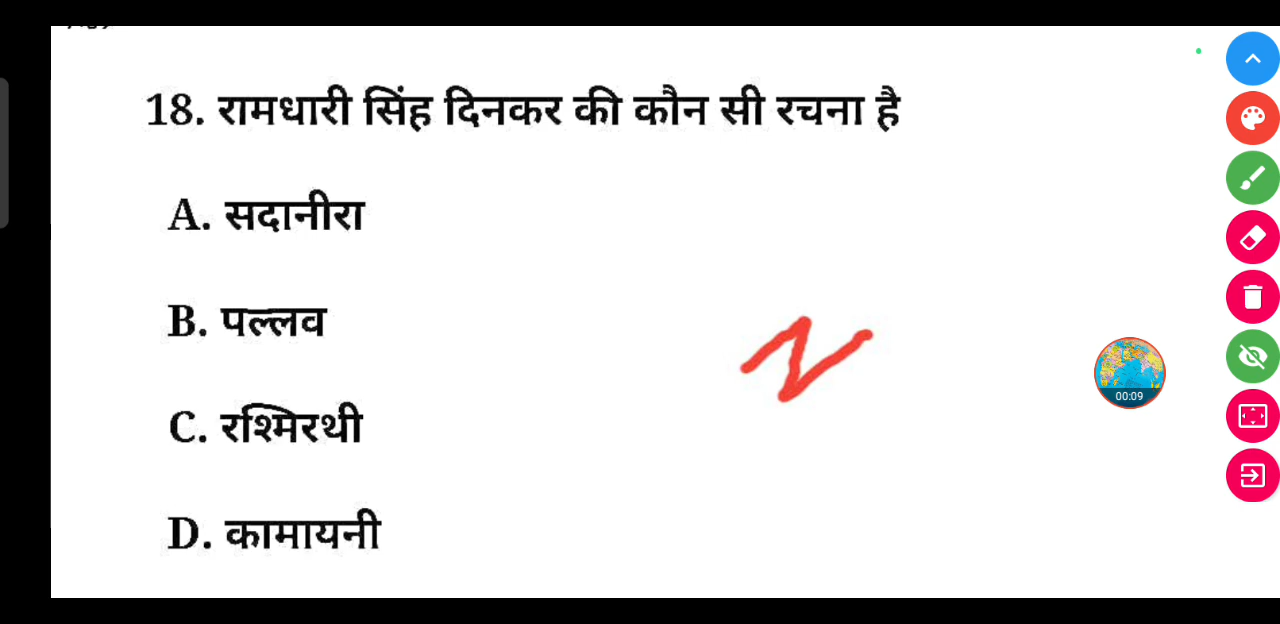 18. रामधारी सिंह दिनकर की कौन सी रचना है
A. सदानीरा
B. पल्लव
C. रश्मिरथी
00:09
D. कामायनी